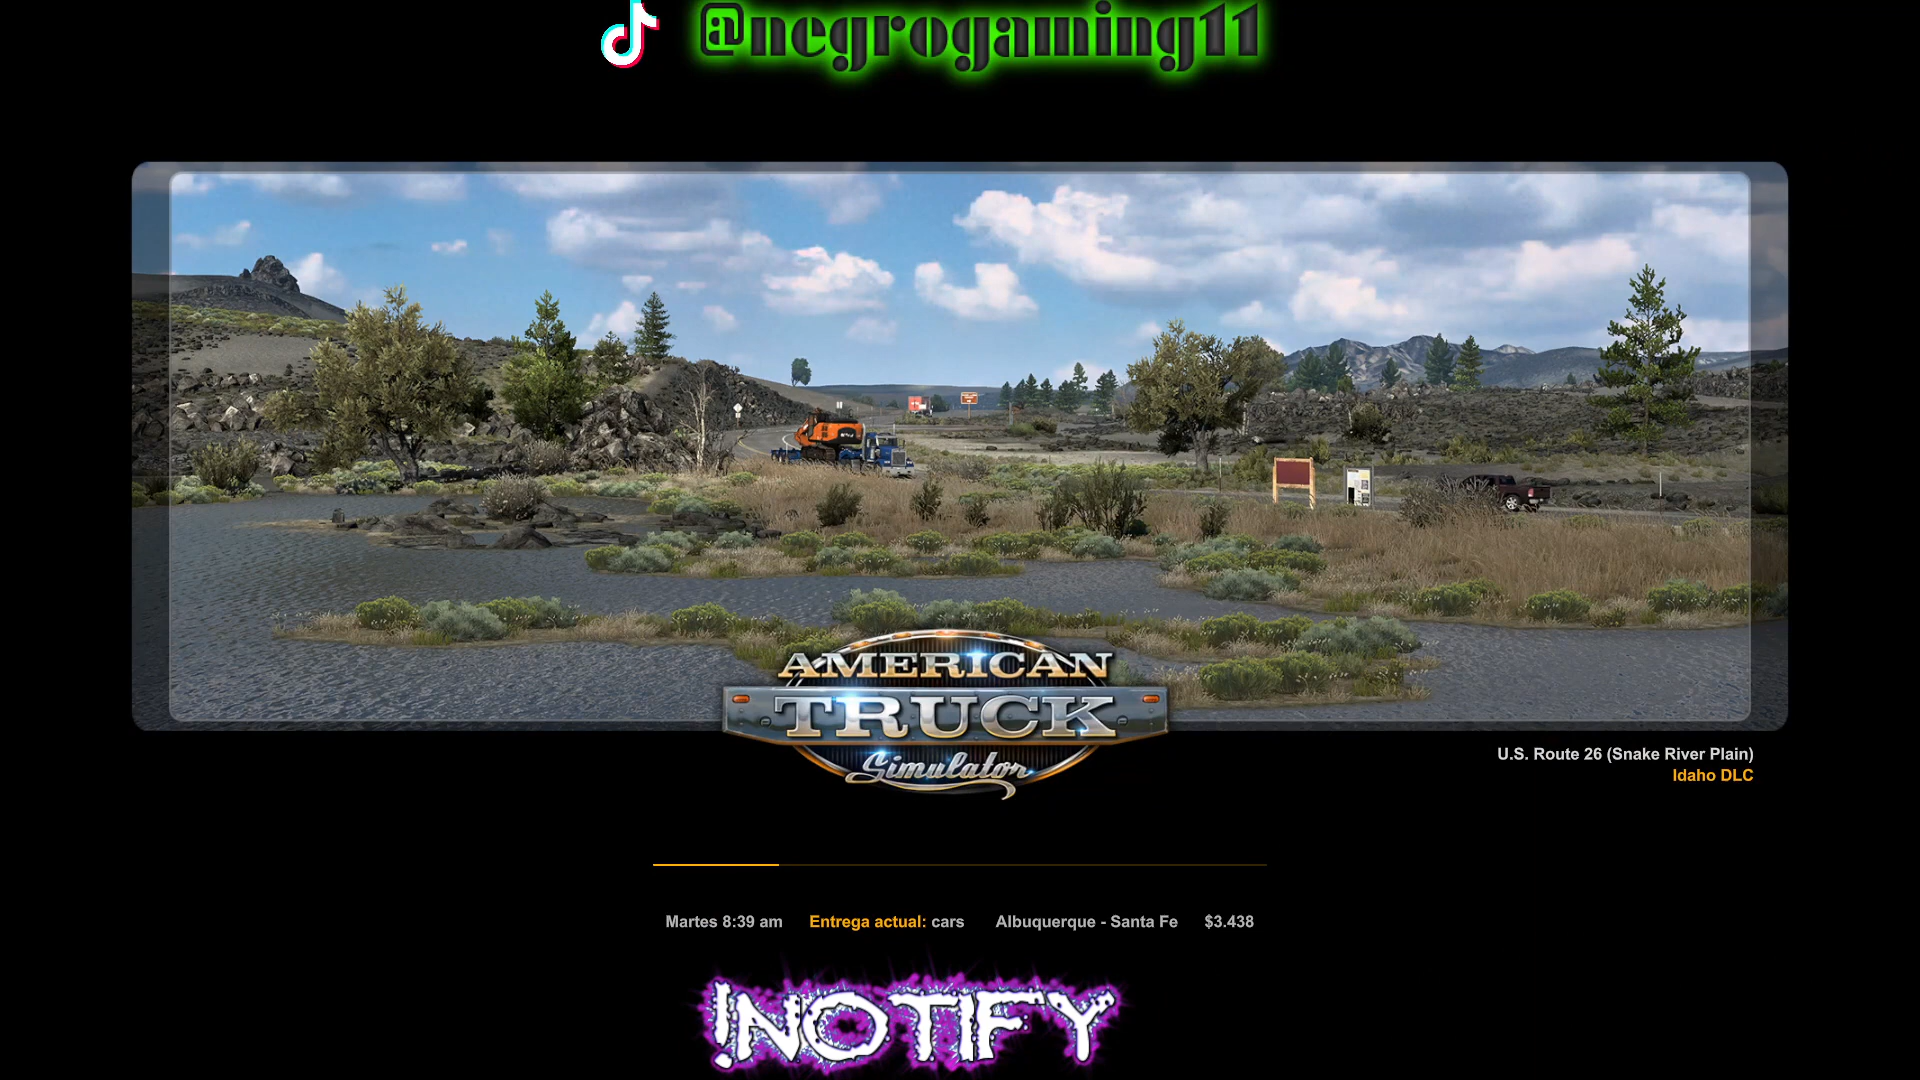 @negrogaming11
AMERICAN
TRUCK
Simulator
U.S. Route 26 (Snake River Plain)
Idaho DLC
Martes 8:39 am Entrega actual: cars Albuquerque - Santa Fe $3.438
!NOTIFY